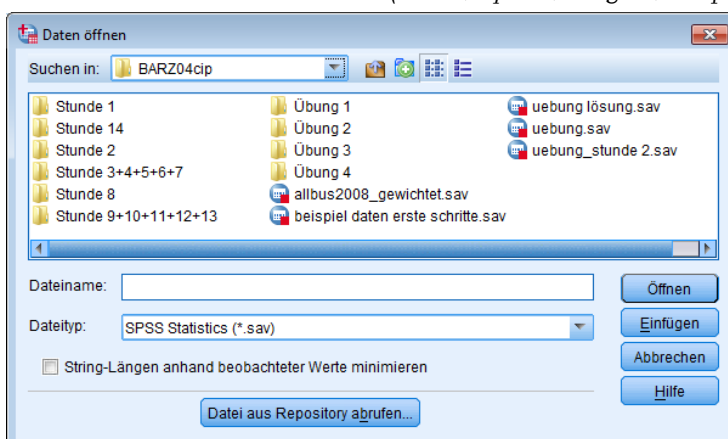 Daten öffnen
Suchen in: BARZ04cip
Stunde 1
Stunde 14
Stunde 2
Stunde 3+4+5+6+7
Stunde 8
Stunde 9+10+11+12+13
Übung 1
Übung 2
Übung 3
Übung 4
allbus2008_gewichtet.sav
beispiel daten erste schritte.sav
uebung lösung.sav
uebung.sav
uebung_stunde 2.sav
Dateiname:
Öffnen
Dateityp: SPSS Statistics (*.sav)
Einfügen
String-Längen anhand beobachteter Werte minimieren
Abbrechen
Hilfe
Datei aus Repository abrufen...